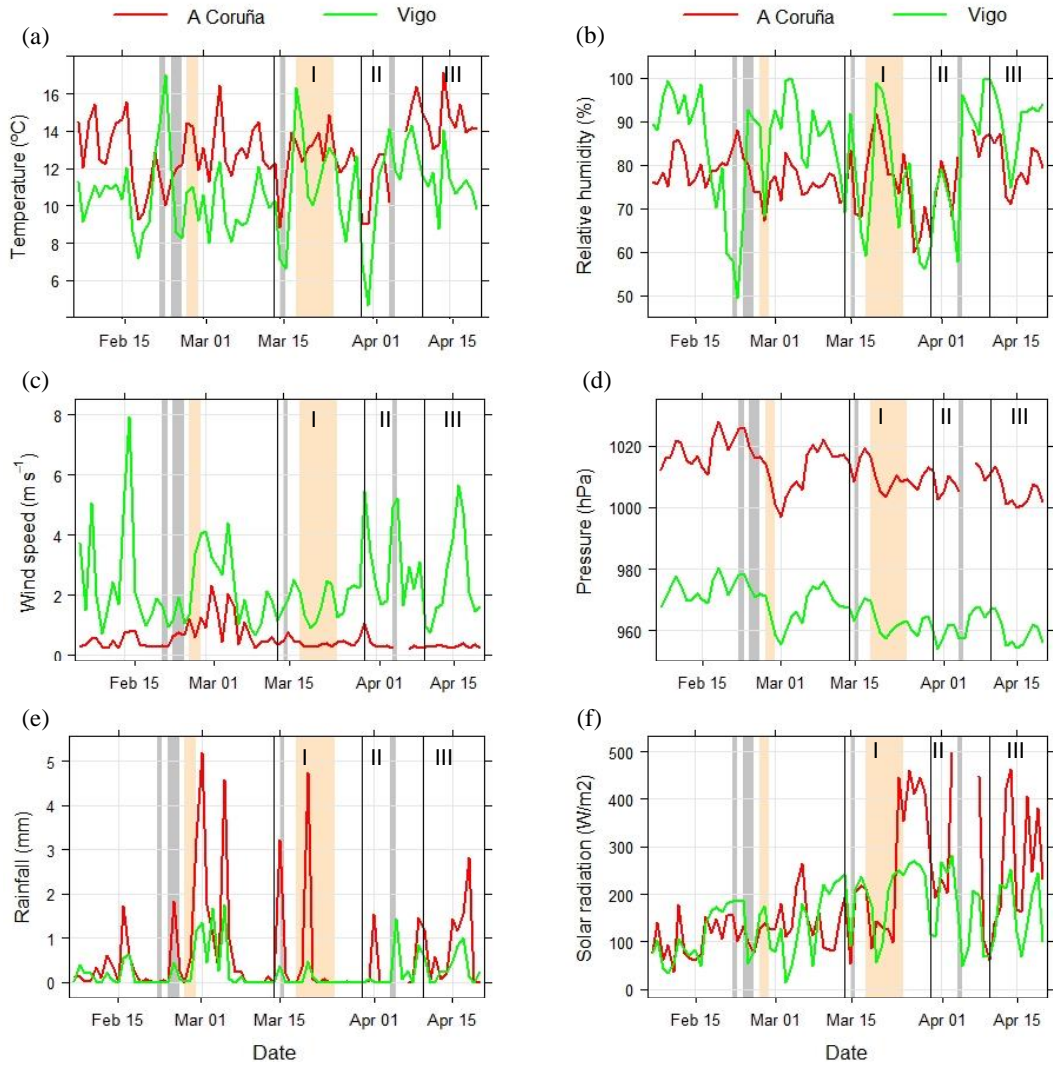 A Coruña Vigo A Coruña Vigo
(a) (b)
I II III I II III
Temperature (ºC)
16
14
12
10
8
6
Feb 15 Mar 01 Mar 15 Apr 01 Apr 15
Relative humidity (%)
100
90
80
70
60
50
Feb 15 Mar 01 Mar 15 Apr 01 Apr 15
(c) (d)
I II III I II III
Wind speed (m s⁻¹)
8
6
4
2
0
Feb 15 Mar 01 Mar 15 Apr 01 Apr 15
Pressure (hPa)
1020
1000
980
960
Feb 15 Mar 01 Mar 15 Apr 01 Apr 15
(e) (f)
I II III I II III
Rainfall (mm)
5
4
3
2
1
0
Feb 15 Mar 01 Mar 15 Apr 01 Apr 15
Date
Solar radiation (W/m2)
500
400
300
200
100
0
Feb 15 Mar 01 Mar 15 Apr 01 Apr 15
Date